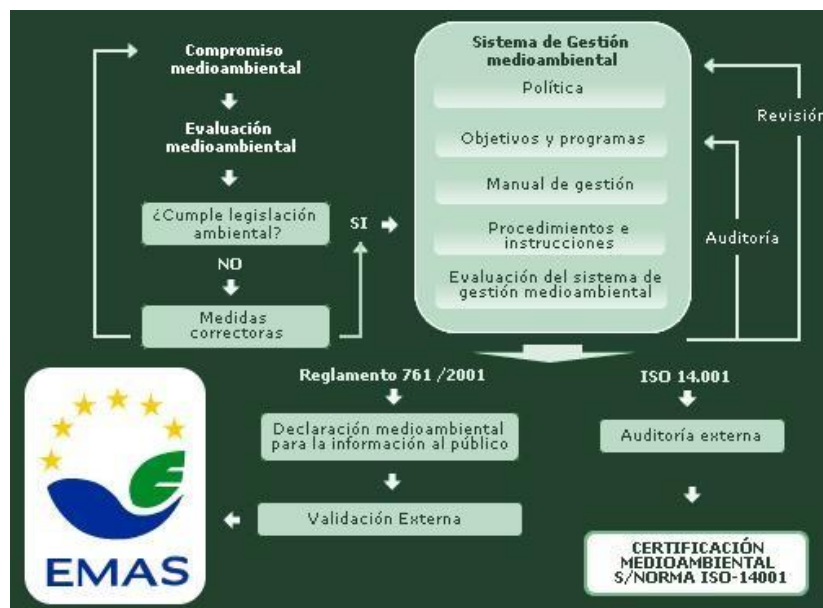 Compromiso
medioambiental
Evaluación
medioambiental
¿Cumple legislación
ambiental?
SI
NO
Medidas
correctoras
Sistema de Gestión
medioambiental
Política
Objetivos y programas
Manual de gestión
Procedimientos e
instrucciones
Evaluación del sistema de
gestión medioambiental
Revisión
Auditoría
Reglamento 761 /2001
Declaración medioambiental
para la información al público
Validación Externa
EMAS
ISO 14.001
Auditoría externa
CERTIFICACIÓN
MEDIOAMBIENTAL
S/NORMA ISO-14001